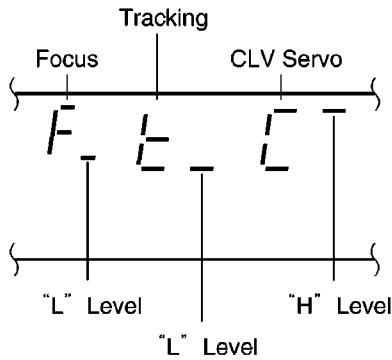 Tracking
Focus
CLV Servo
F_ t_ C‾
"L" Level
"H" Level
"L" Level